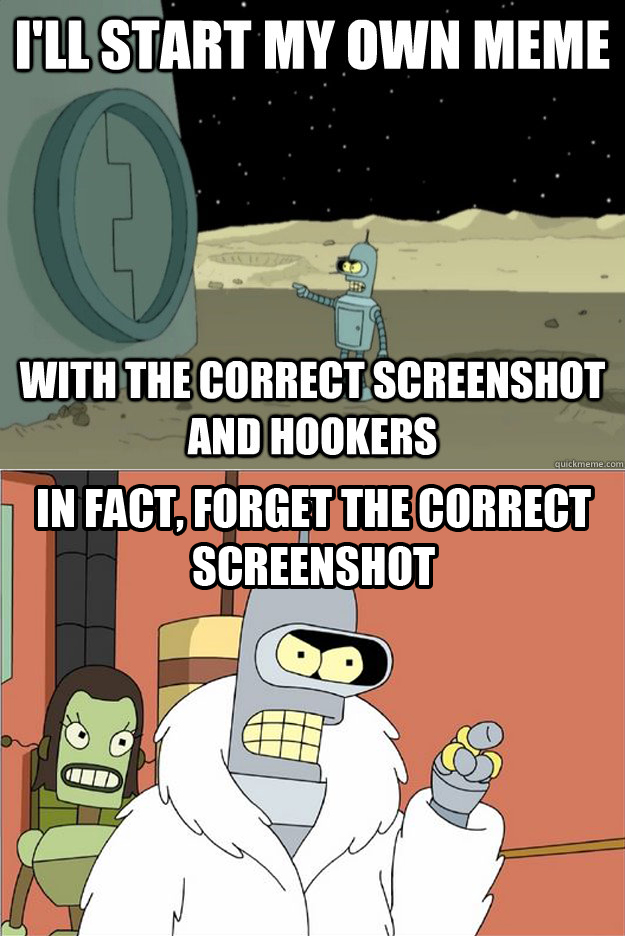 I'LL START MY OWN MEME
WITH THE CORRECT SCREENSHOT
AND HOOKERS
quickmeme.com
IN FACT, FORGET THE CORRECT
SCREENSHOT